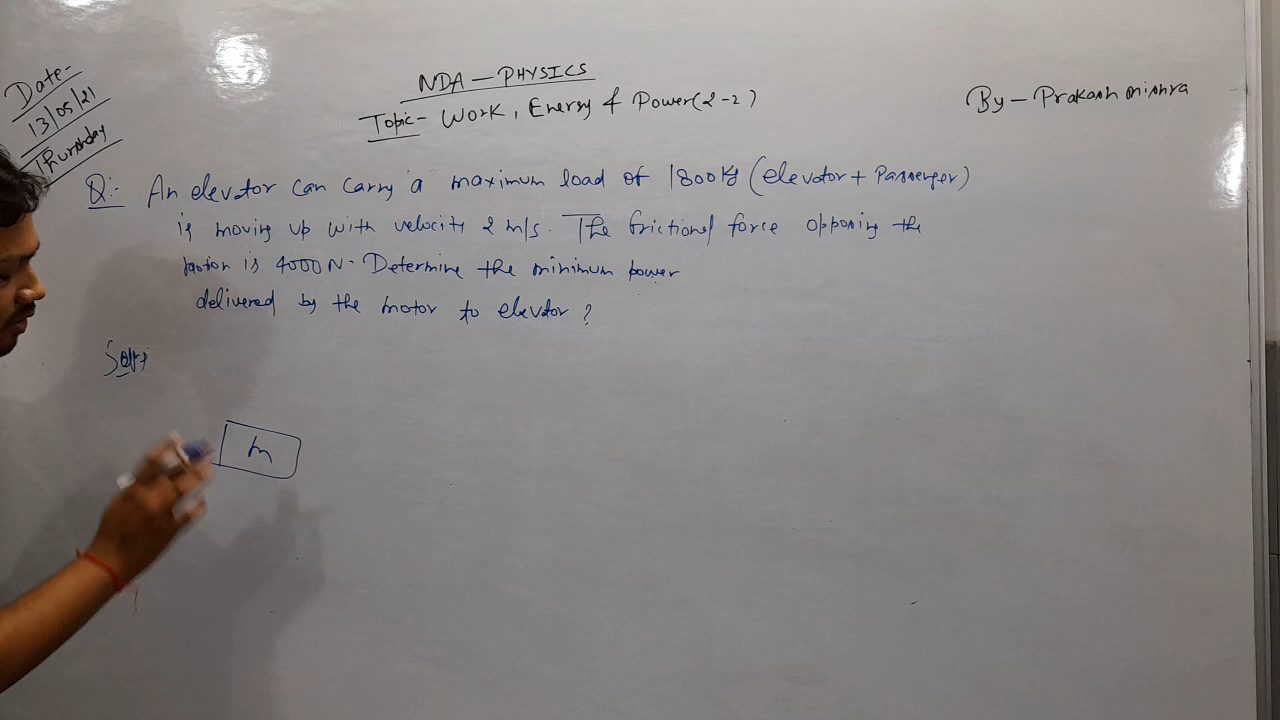 Date-
13/05/21
Thursday
NDA - PHYSICS
Topic- Work, Energy & Power (2-2)
By - Prakash mishra
Q:- An elevator can carry a maximum load of 1800 kg (elevator + Passenger)
is moving up with velocity 2 m/s. The frictional force opposing the
motion is 4000 N. Determine the minimum power
delivered by the motor to elevator?
Soln
m